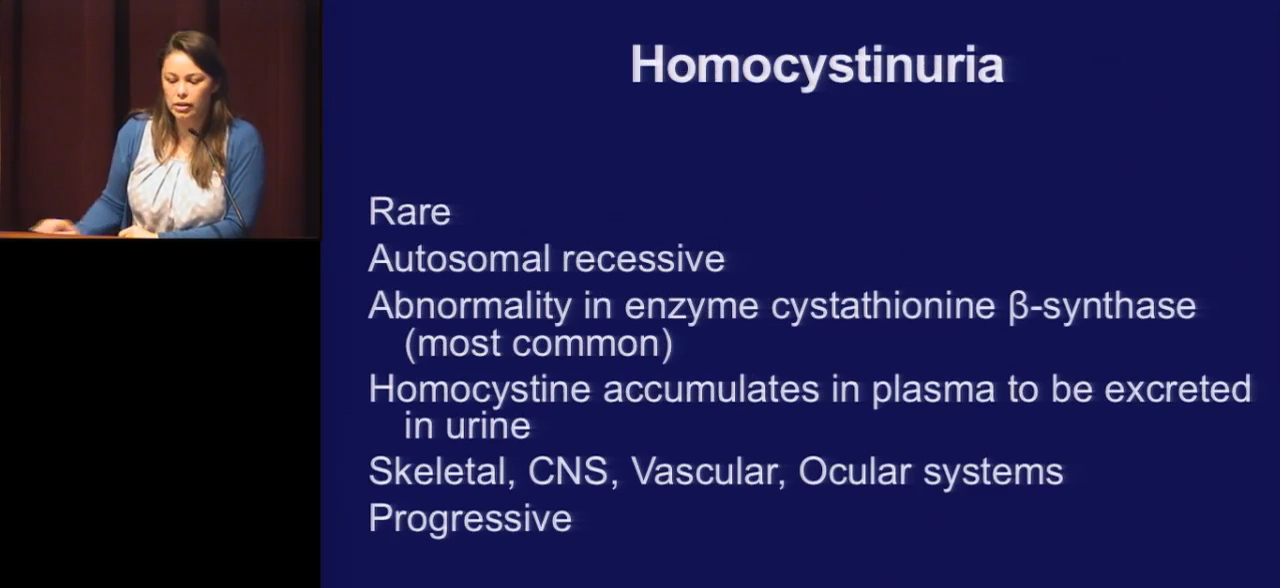 Homocystinuria
Rare
Autosomal recessive
Abnormality in enzyme cystathionine β-synthase
(most common)
Homocystine accumulates in plasma to be excreted
in urine
Skeletal, CNS, Vascular, Ocular systems
Progressive